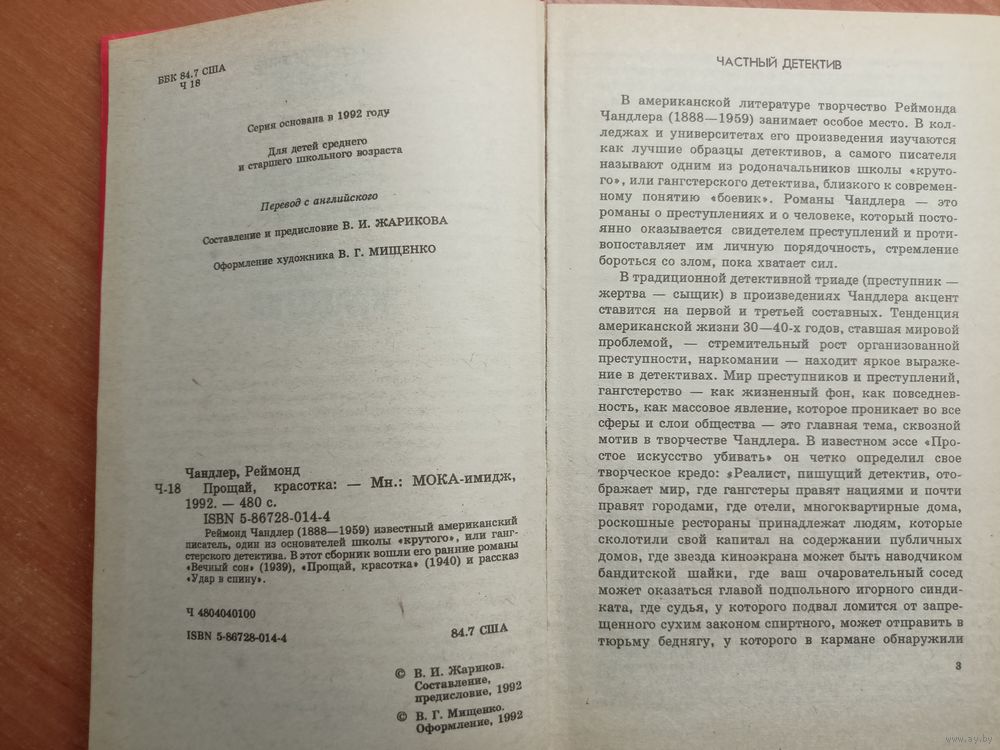 ББК 84.7 США
Ч 18
Серия основана в 1992 году
Для детей среднего
и старшего школьного возраста
Перевод с английского
Составление и предисловие В. И. ЖАРИКОВА
Оформление художника В. Г. МИЩЕНКО
Чандлер, Реймонд
Ч-18 Прощай, красотка: — Мн.: МОКА-имидж,
1992. — 480 с.
ISBN 5-86728-014-4
Реймонд Чандлер (1888—1959) известный американский
писатель, один из основателей школы «крутого», или ганг-
стерского детектива. В этот сборник вошли его ранние романы
«Вечный сон» (1939), «Прощай, красотка» (1940) и рассказ
«Удар в спину».
Ч 4804040100
ISBN 5-86728-014-4
84.7 США
© В. И. Жариков.
Составление,
предисловие, 1992
© В. Г. Мищенко.
Оформление, 1992
ЧАСТНЫЙ ДЕТЕКТИВ
В американской литературе творчество Реймонда
Чандлера (1888—1959) занимает особое место. В кол-
леджах и университетах его произведения изучаются
как лучшие образцы детективов, а самого писателя
называют одним из родоначальников школы «круто-
го», или гангстерского детектива, близкого к современ-
ному понятию «боевик». Романы Чандлера — это
романы о преступлениях и о человеке, который посто-
янно оказывается свидетелем преступлений и проти-
вопоставляет им личную порядочность, стремление
бороться со злом, пока хватает сил.
В традиционной детективной триаде (преступник —
жертва — сыщик) в произведениях Чандлера акцент
ставится на первой и третьей составных. Тенденция
американской жизни 30—40-х годов, ставшая мировой
проблемой, — стремительный рост организованной
преступности, наркомании — находит яркое выраже-
ние в детективах. Мир преступников и преступлений,
гангстерство — как жизненный фон, как повседнев-
ность, как массовое явление, которое проникает во все
сферы и слои общества — это главная тема, сквозной
мотив в творчестве Чандлера. В известном эссе «Прос-
тое искусство убивать» он четко определил свое
творческое кредо: «Реалист, пишущий детектив, ото-
бражает мир, где гангстеры правят нациями и почти
правят городами, где отели, многоквартирные дома,
роскошные рестораны принадлежат людям, которые
сколотили свой капитал на содержании публичных
домов, где звезда киноэкрана может быть наводчиком
бандитской шайки, где ваш очаровательный сосед
может оказаться главой подпольного игорного синди-
ката, где судья, у которого подвал ломится от запре-
щенного сухим законом спиртного, может отправить в
тюрьму беднягу, у которого в кармане обнаружили
3
www.ay.by